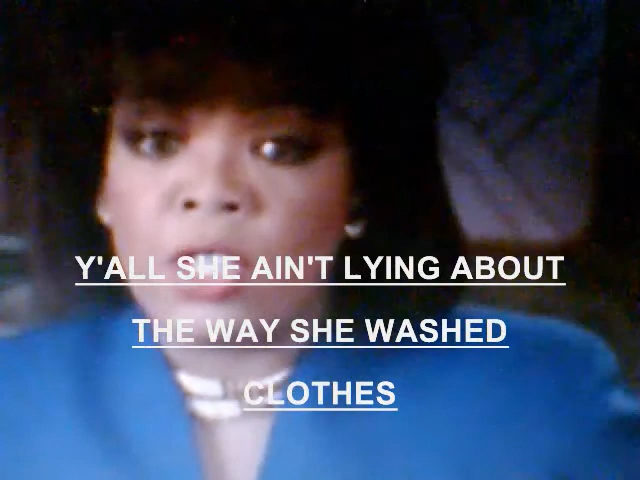 Y'ALL SHE AIN'T LYING ABOUT
THE WAY SHE WASHED
CLOTHES